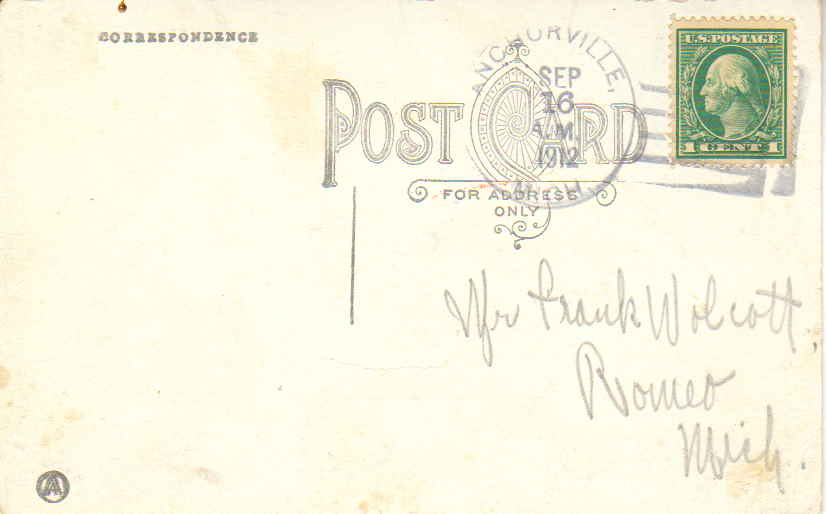 CORRESPONDENCE
ANCHORVILLE,
SEP
16
A.M.
1912
MICH.
U.S. POSTAGE
1 CENT 1
POST CARD
FOR ADDRESS
ONLY
Mr Frank Wolcott,
Romeo
Mich.
A